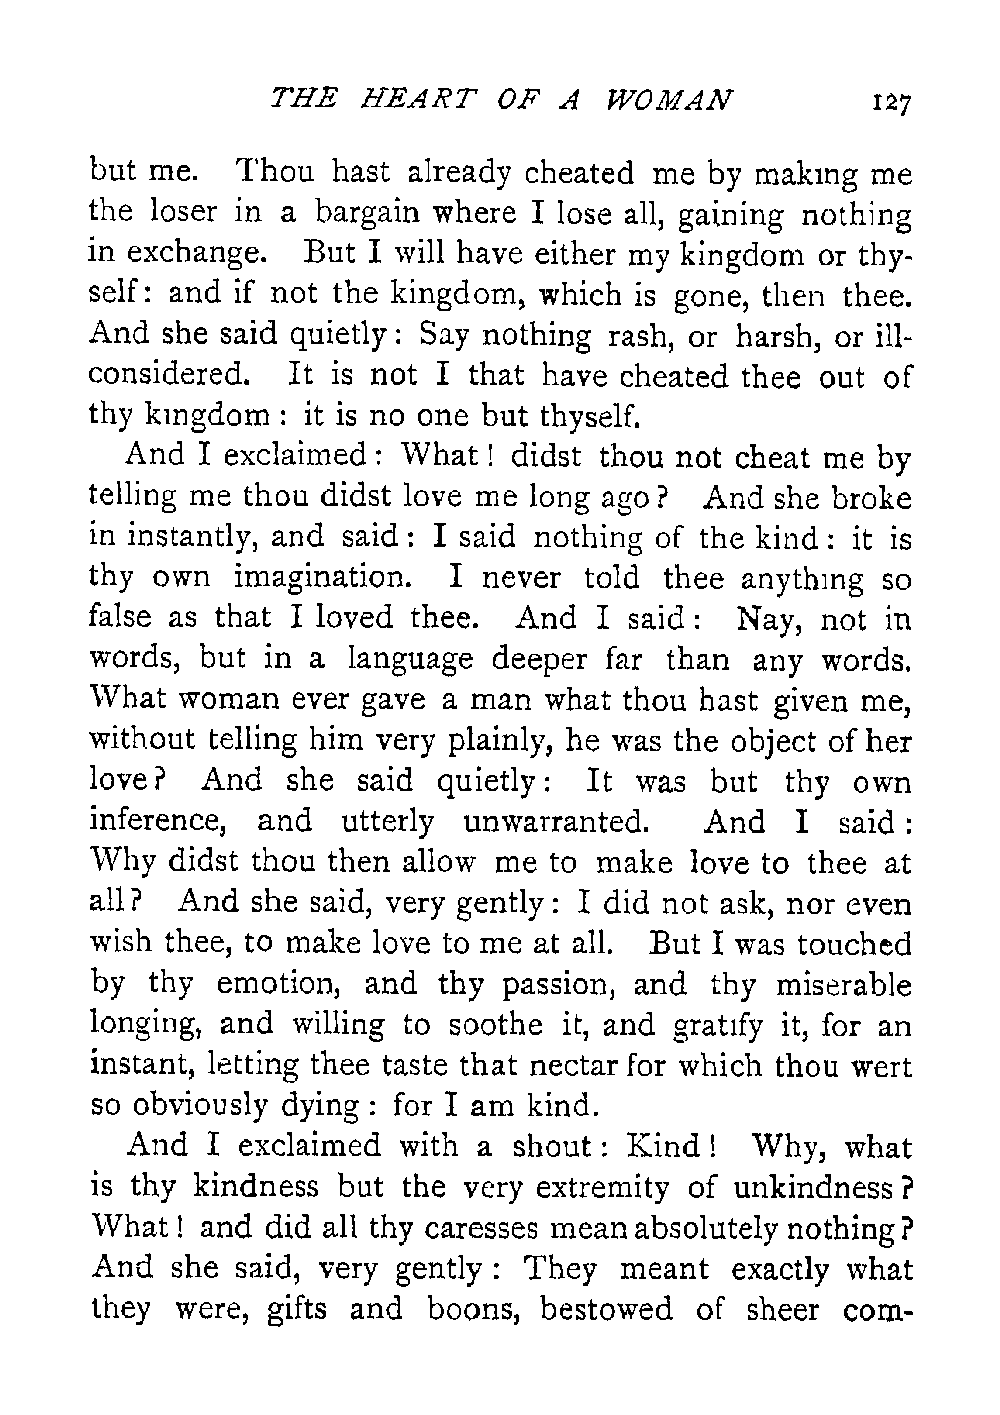 THE HEART OF A WOMAN 127
but me. Thou hast already cheated me by making me
the loser in a bargain where I lose all, gaining nothing
in exchange. But I will have either my kingdom or thy-
self: and if not the kingdom, which is gone, then thee.
And she said quietly: Say nothing rash, or harsh, or ill-
considered. It is not I that have cheated thee out of
thy kingdom : it is no one but thyself.
And I exclaimed: What! didst thou not cheat me by
telling me thou didst love me long ago? And she broke
in instantly, and said: I said nothing of the kind: it is
thy own imagination. I never told thee anything so
false as that I loved thee. And I said: Nay, not in
words, but in a language deeper far than any words.
What woman ever gave a man what thou hast given me,
without telling him very plainly, he was the object of her
love? And she said quietly: It was but thy own
inference, and utterly unwarranted. And I said :
Why didst thou then allow me to make love to thee at
all? And she said, very gently: I did not ask, nor even
wish thee, to make love to me at all. But I was touched
by thy emotion, and thy passion, and thy miserable
longing, and willing to soothe it, and gratify it, for an
instant, letting thee taste that nectar for which thou wert
so obviously dying : for I am kind.
And I exclaimed with a shout: Kind! Why, what
is thy kindness but the very extremity of unkindness?
What! and did all thy caresses mean absolutely nothing?
And she said, very gently : They meant exactly what
they were, gifts and boons, bestowed of sheer com-